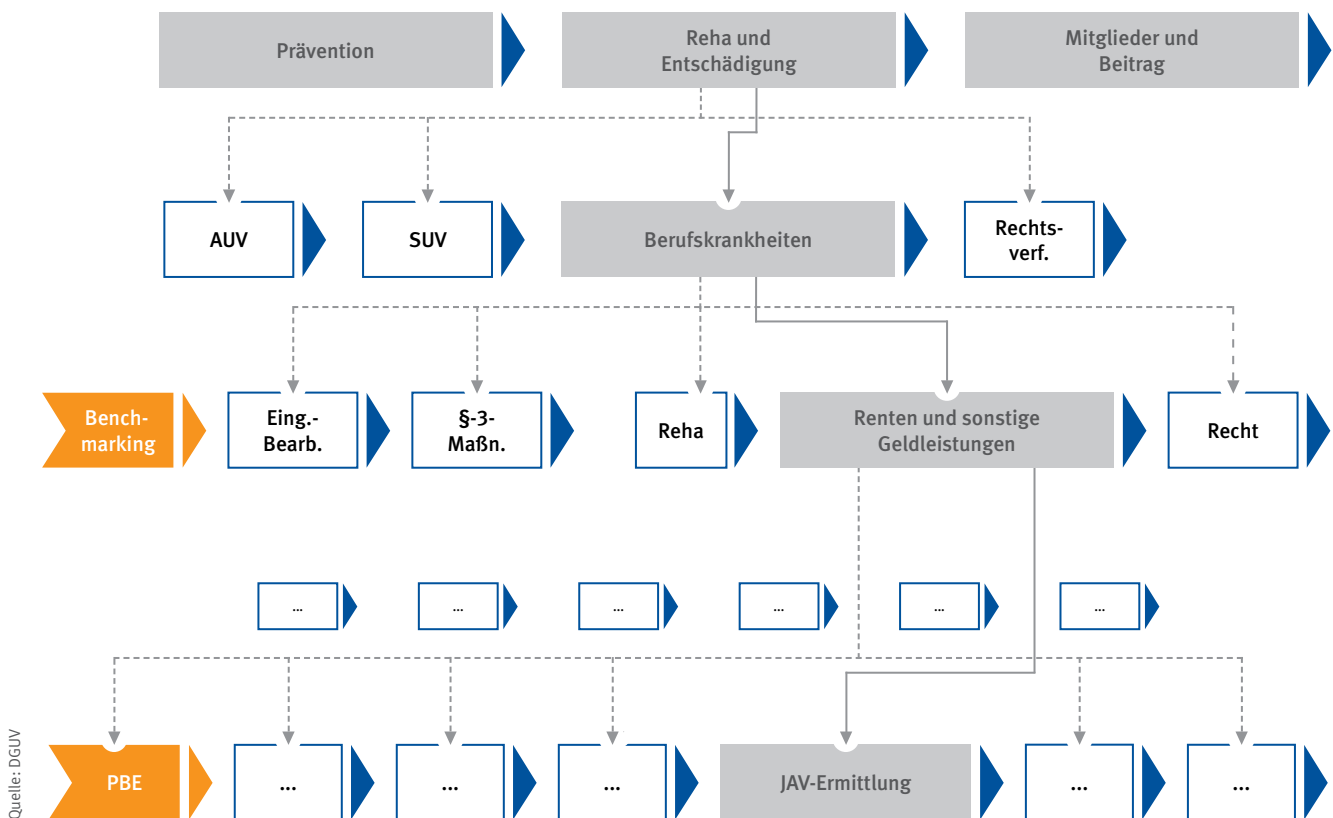 Prävention
Reha und
Entschädigung
Mitglieder und
Beitrag
AUV
SUV
Berufskrankheiten
Rechts-
verf.
Bench-
marking
Eing.-
Bearb.
§-3-
Maßn.
Reha
Renten und sonstige
Geldleistungen
Recht
...
...
...
...
...
...
PBE
...
...
...
JAV-Ermittlung
...
...
Quelle: DGUV